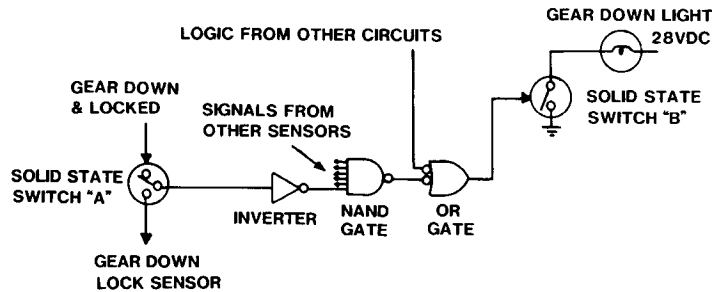 GEAR DOWN LIGHT
28VDC
LOGIC FROM OTHER CIRCUITS
GEAR DOWN
& LOCKED
SIGNALS FROM
OTHER SENSORS
SOLID STATE
SWITCH "B"
SOLID STATE
SWITCH "A"
INVERTER
NAND
GATE
OR
GATE
GEAR DOWN
LOCK SENSOR